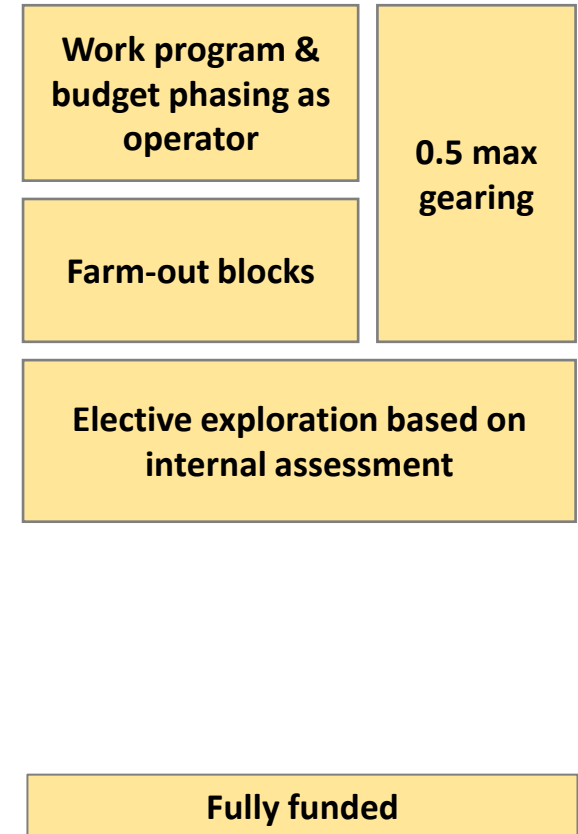 Work program &
budget phasing as
operator
0.5 max
gearing
Farm-out blocks
Elective exploration based on
internal assessment
Fully funded